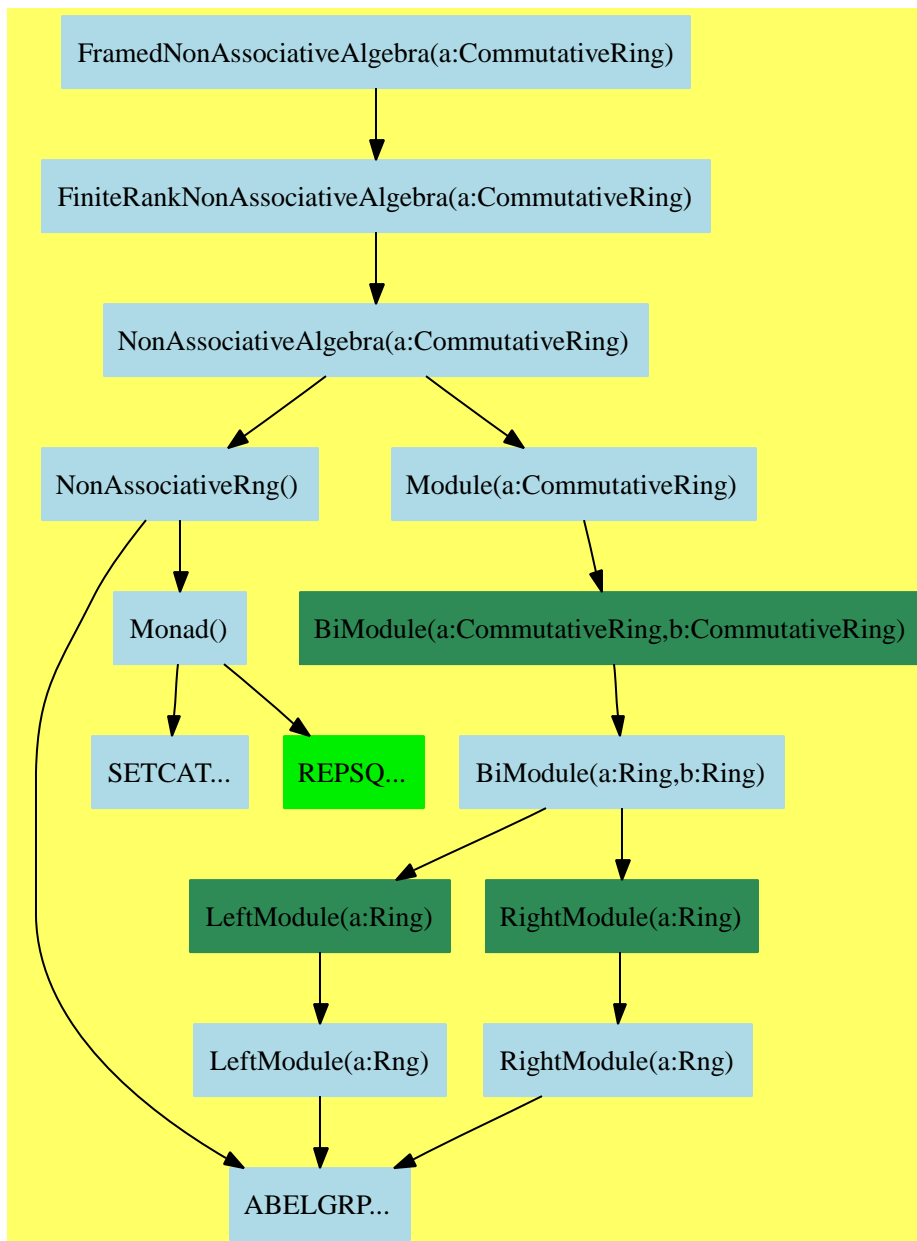 FramedNonAssociativeAlgebra(a:CommutativeRing)
FiniteRankNonAssociativeAlgebra(a:CommutativeRing)
NonAssociativeAlgebra(a:CommutativeRing)
NonAssociativeRng()
Module(a:CommutativeRing)
Monad()
BiModule(a:CommutativeRing,b:CommutativeRing)
SETCAT...
REPSQ...
BiModule(a:Ring,b:Ring)
LeftModule(a:Ring)
RightModule(a:Ring)
LeftModule(a:Rng)
RightModule(a:Rng)
ABELGRP...